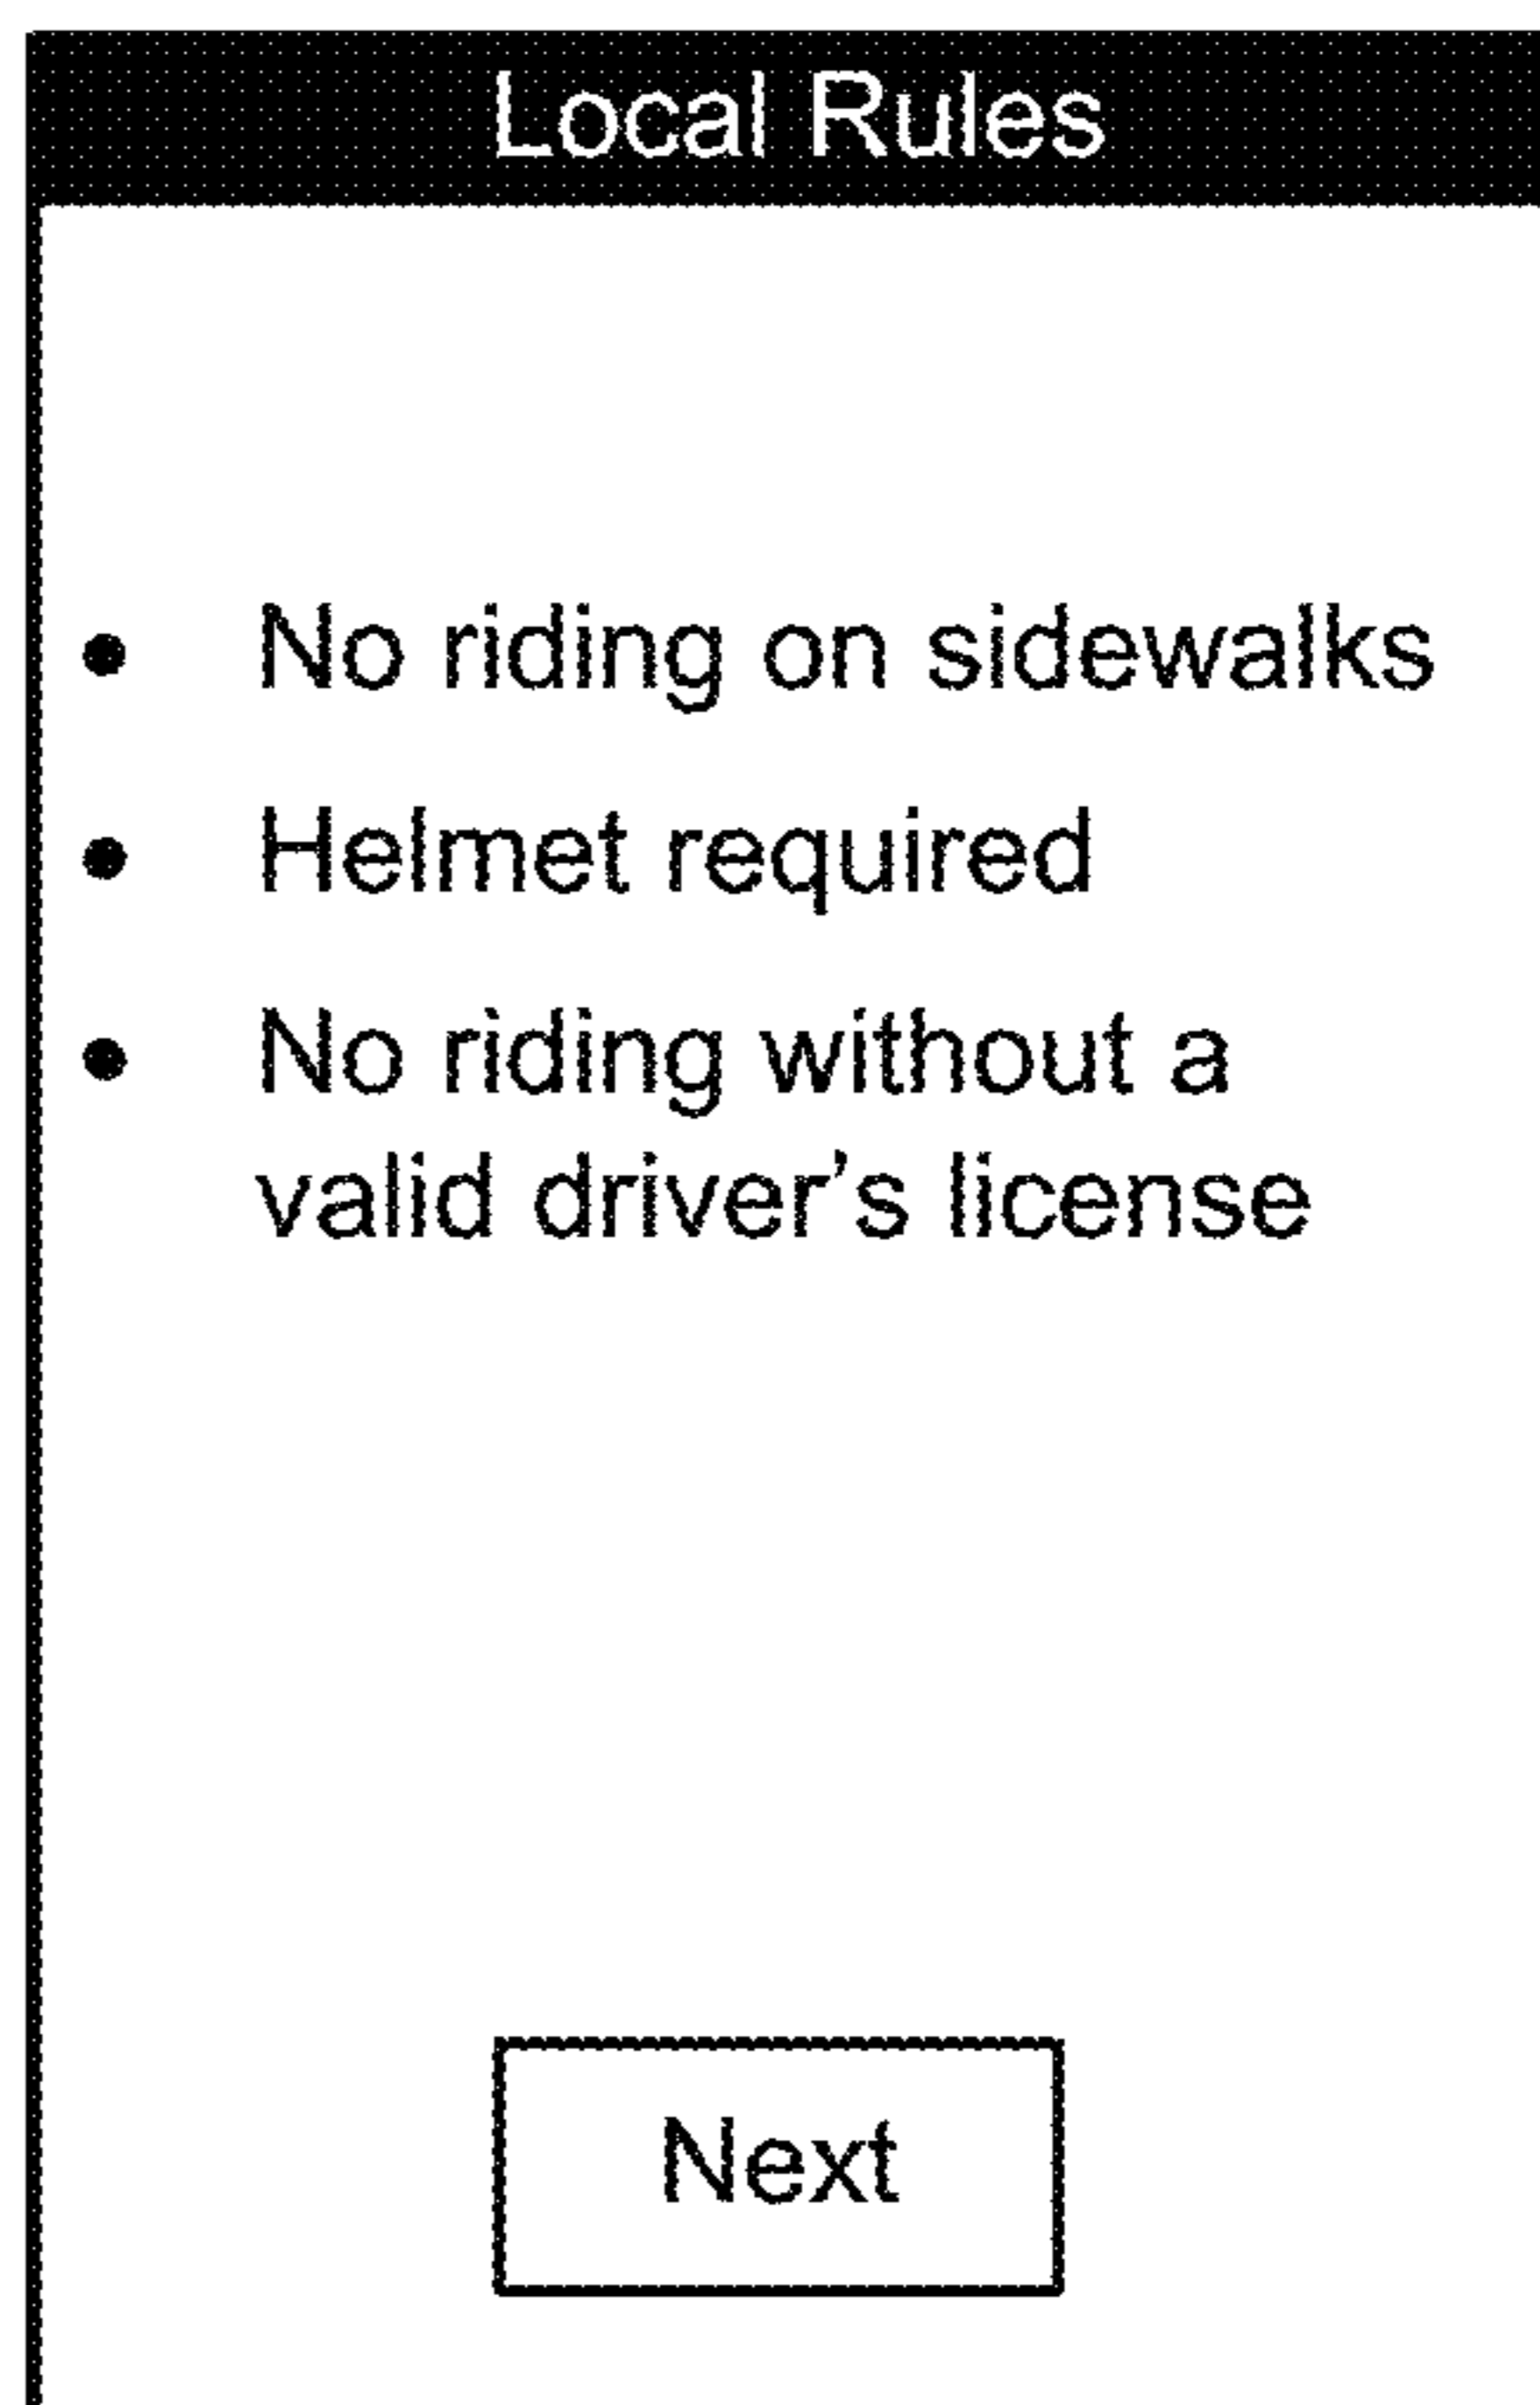 Local Rules
• No riding on sidewalks
• Helmet required
• No riding without a
valid driver’s license
Next